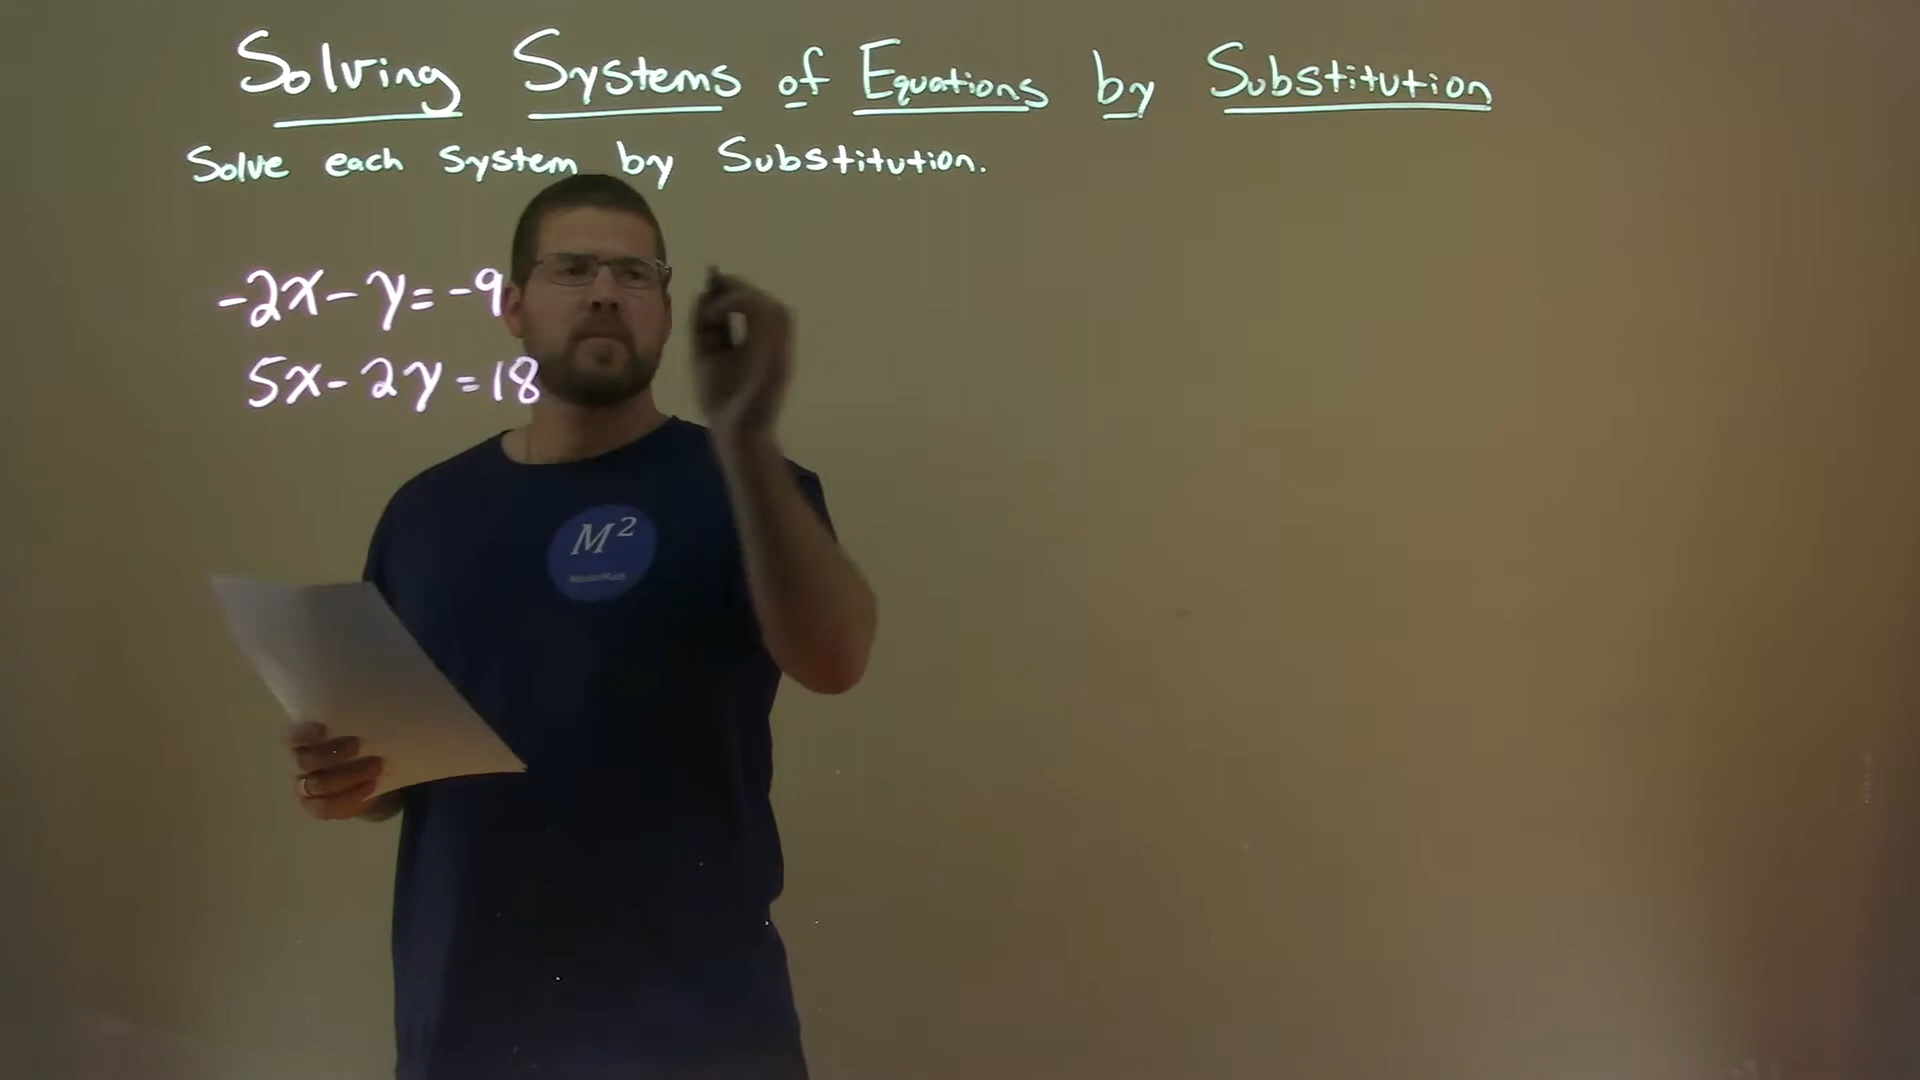 Solving Systems of Equations by Substitution
Solve each system by Substitution.
-2x - y = -9
5x - 2y = 18
M²